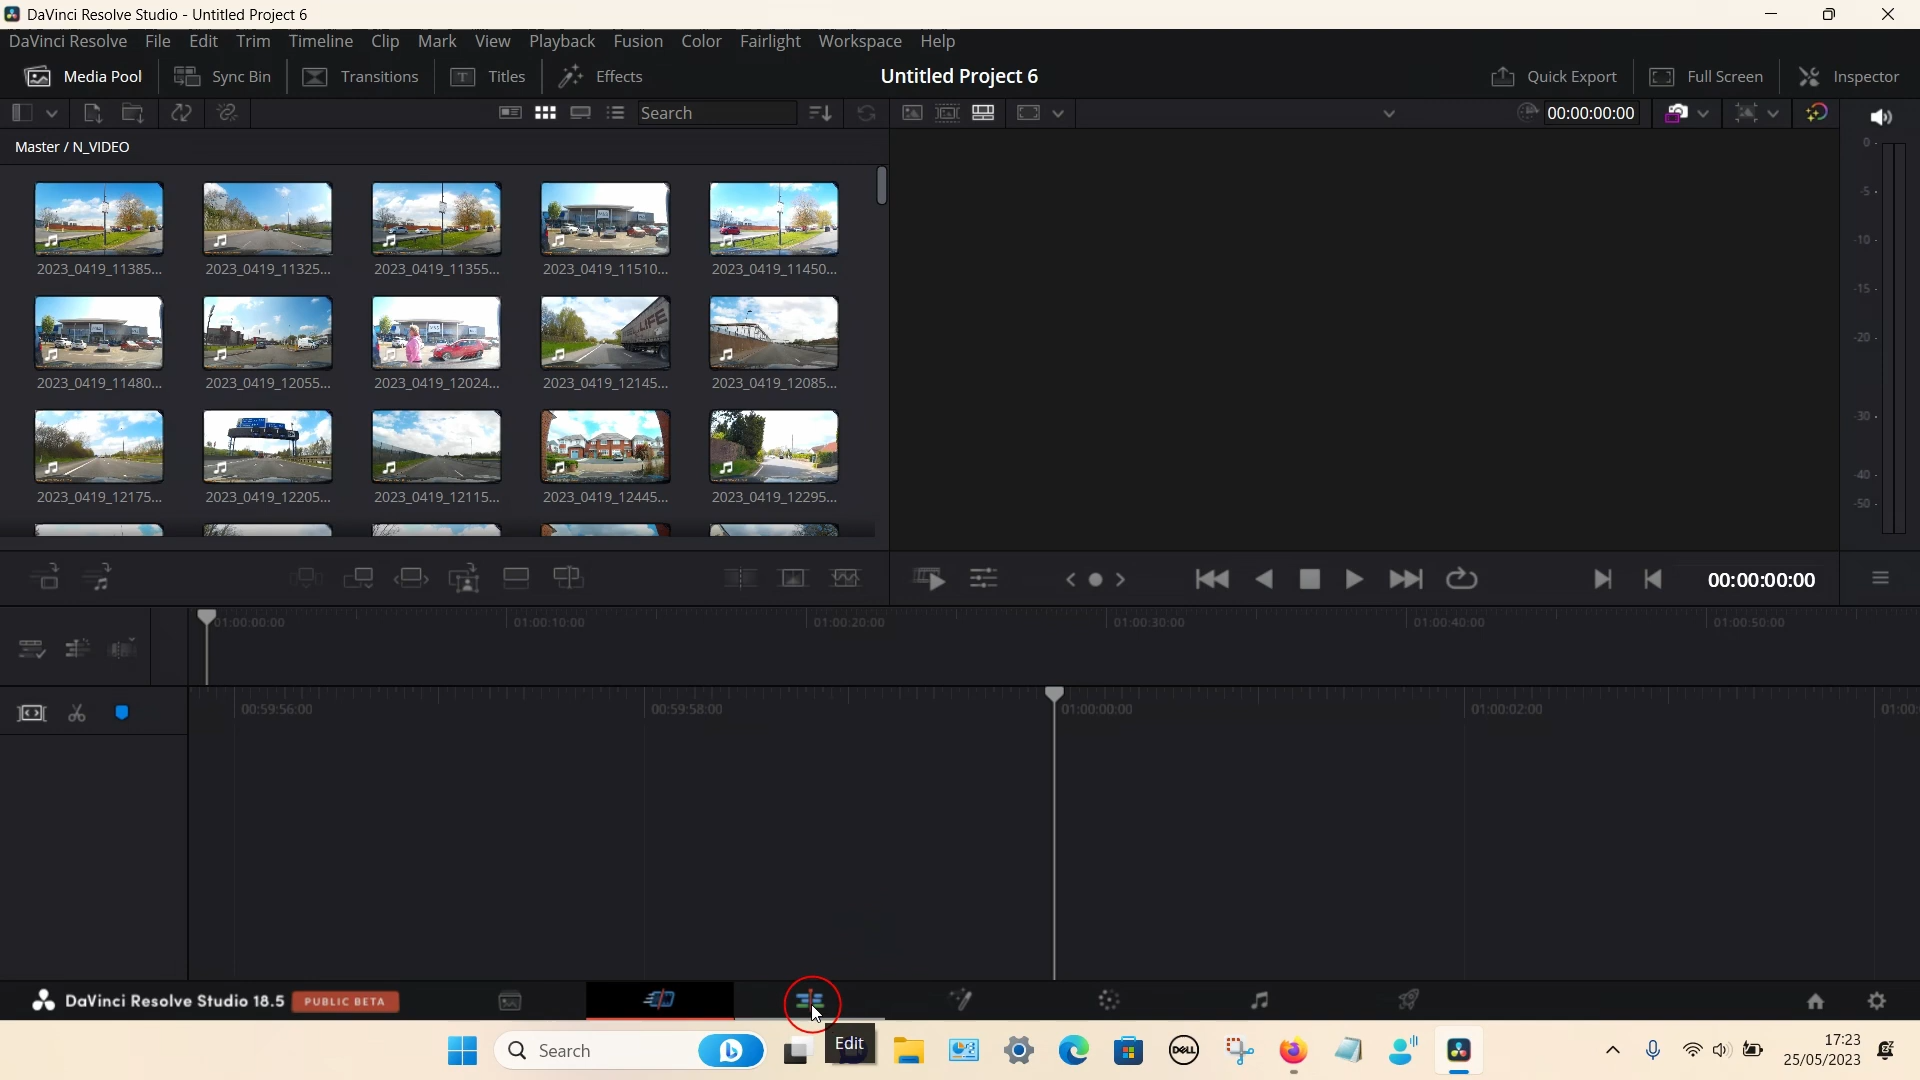 DaVinci Resolve Studio - Untitled Project 6
DaVinci Resolve File Edit Trim Timeline Clip Mark View Playback Fusion Color Fairlight Workspace Help
Media Pool Sync Bin Transitions Titles Effects Untitled Project 6 Quick Export Full Screen Inspector
Search 00:00:00:00
Master / N_VIDEO
0
-5
-10
-15
-20
-30
-40
-50
2023_0419_11385... 2023_0419_11325... 2023_0419_11355... 2023_0419_11510... 2023_0419_11450...
2023_0419_11480... 2023_0419_12055... 2023_0419_12024... 2023_0419_12145... 2023_0419_12085...
2023_0419_12175... 2023_0419_12205... 2023_0419_12115... 2023_0419_12445... 2023_0419_12295...
00:00:00:00
01:00:00:00 01:00:10:00 01:00:20:00 01:00:30:00 01:00:40:00 01:00:50:00
00:59:56:00 00:59:58:00 01:00:00:00 01:00:02:00 01:00:
DaVinci Resolve Studio 18.5 PUBLIC BETA
Edit
Search DELL 17:23
25/05/2023